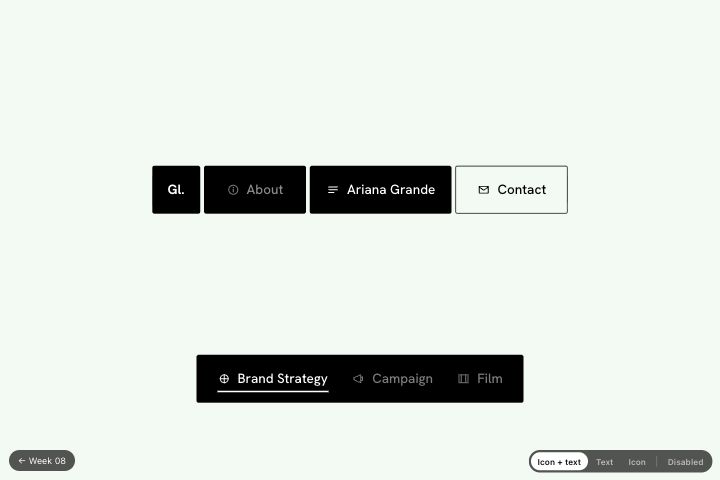 Gl. About Ariana Grande Contact
Brand Strategy Campaign Film
← Week 08 Icon + text Text Icon Disabled